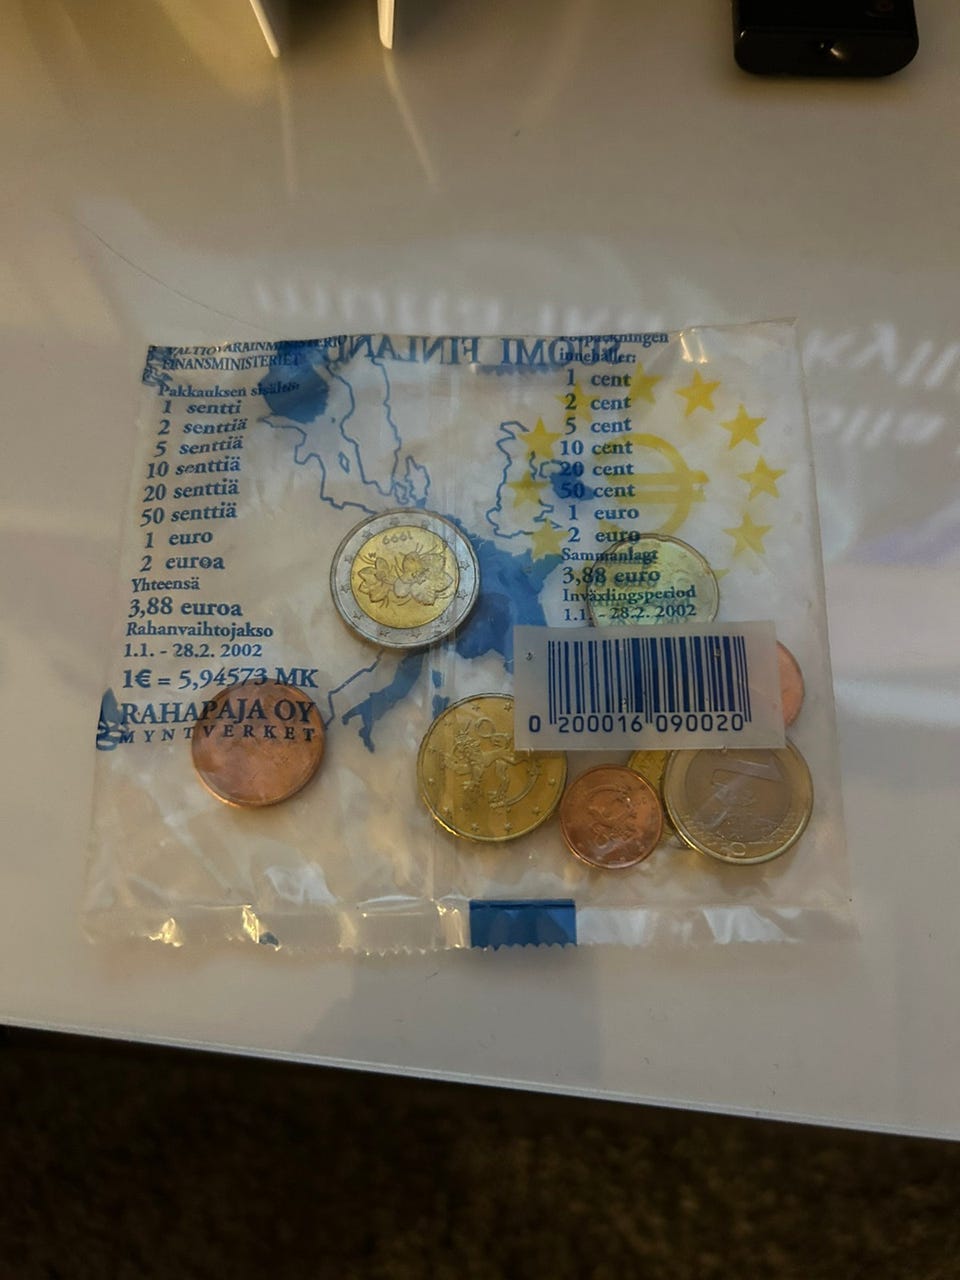 VALTIOVARAINMINISTERIÖ
FINANSMINISTERIET
Pakkauksen sisältö:
1 sentti
2 senttiä
5 senttiä
10 senttiä
20 senttiä
50 senttiä
1 euro
2 euroa
Yhteensä
3,88 euroa
Rahanvaihtojakso
1.1. - 28.2. 2002
1€ = 5,94573 MK
RAHAPAJA OY
MYNTVERKET
SUOMI FINLAND
Förpackningen
innehåller:
1 cent
2 cent
5 cent
10 cent
20 cent
50 cent
1 euro
2 euro
Sammanlagt
3,88 euro
Inväxlingsperiod
1.1. - 28.2. 2002
1999
0 200016 090020
1